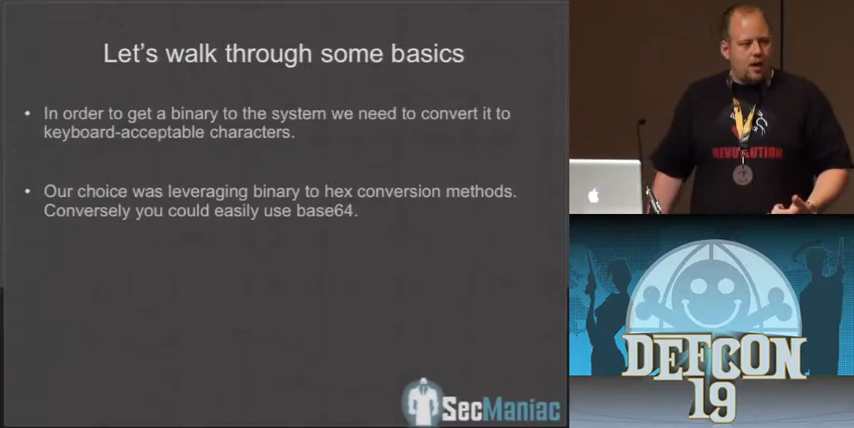 Let's walk through some basics
• In order to get a binary to the system we need to convert it to
keyboard-acceptable characters.
• Our choice was leveraging binary to hex conversion methods.
Conversely you could easily use base64.
SecManiac
REVOLUTION
DEFCON
19